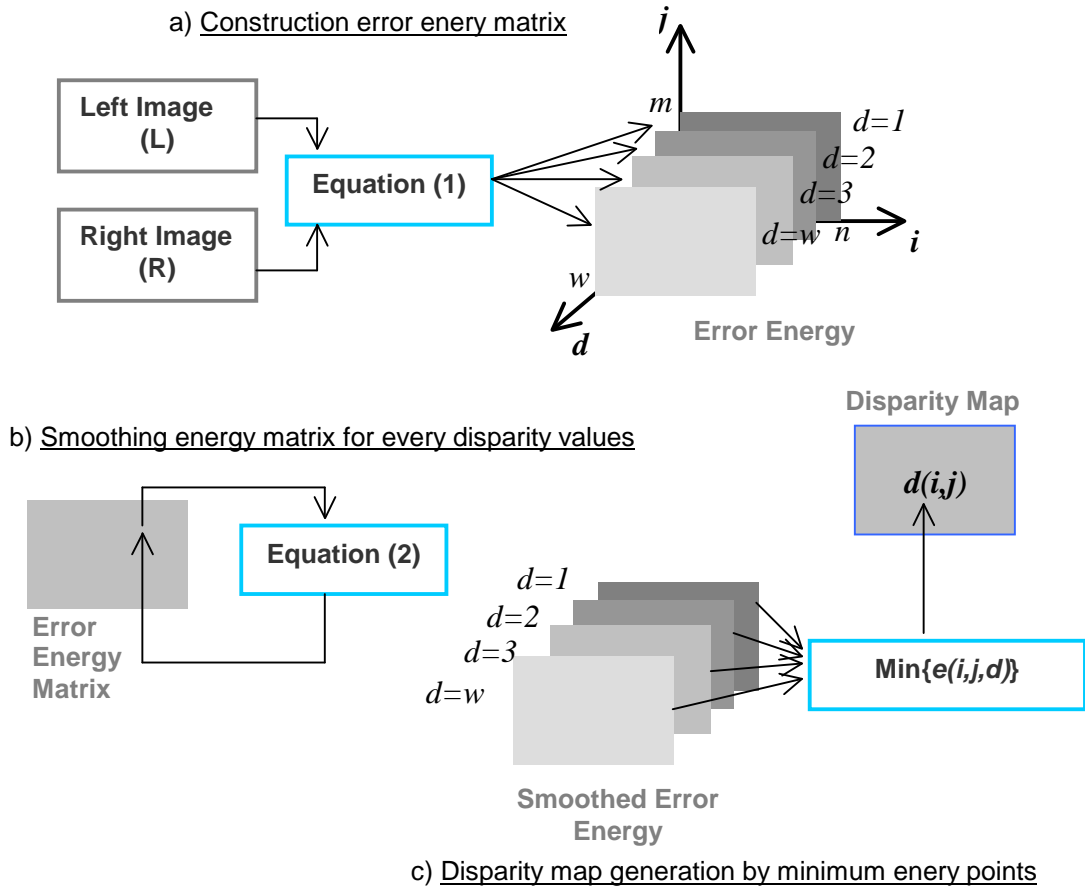 a) Construction error enery matrix
j
m
Left Image
(L)
Equation (1)
Right Image
(R)
d=1
d=2
d=3
d=w
n
i
w
d
Error Energy
b) Smoothing energy matrix for every disparity values
Equation (2)
Error
Energy
Matrix
Disparity Map
d(i,j)
d=1
d=2
d=3
d=w
Min{e(i,j,d)}
Smoothed Error
Energy
c) Disparity map generation by minimum enery points